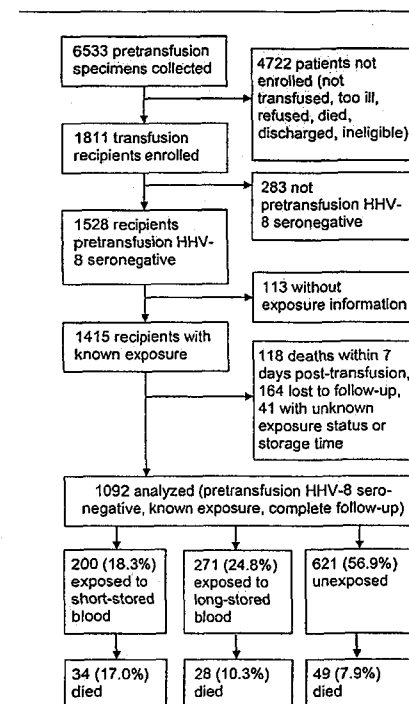 6533 pretransfusion
specimens collected
4722 patients not
enrolled (not
transfused, too ill,
refused, died,
discharged, ineligible)
1811 transfusion
recipients enrolled
283 not
pretransfusion HHV-
8 seronegative
1528 recipients
pretransfusion HHV-
8 seronegative
113 without
exposure information
1415 recipients with
known exposure
118 deaths within 7
days post-transfusion,
164 lost to follow-up,
41 with unknown
exposure status or
storage time
1092 analyzed (pretransfusion HHV-8 sero-
negative, known exposure, complete follow-up)
200 (18.3%)
exposed to
short-stored
blood
271 (24.8%)
exposed to
long-stored
blood
621 (56.9%)
unexposed
34 (17.0%)
died
28 (10.3%)
died
49 (7.9%)
died